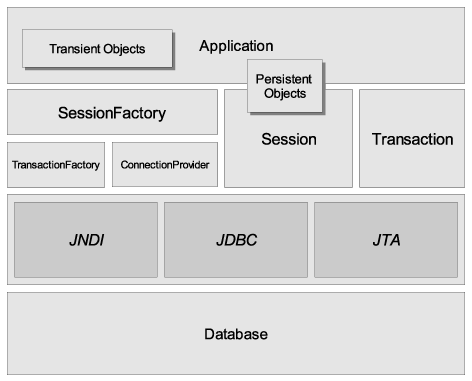 Transient Objects
Application
Persistent
Objects
SessionFactory
Session
Transaction
TransactionFactory
ConnectionProvider
JNDI
JDBC
JTA
Database